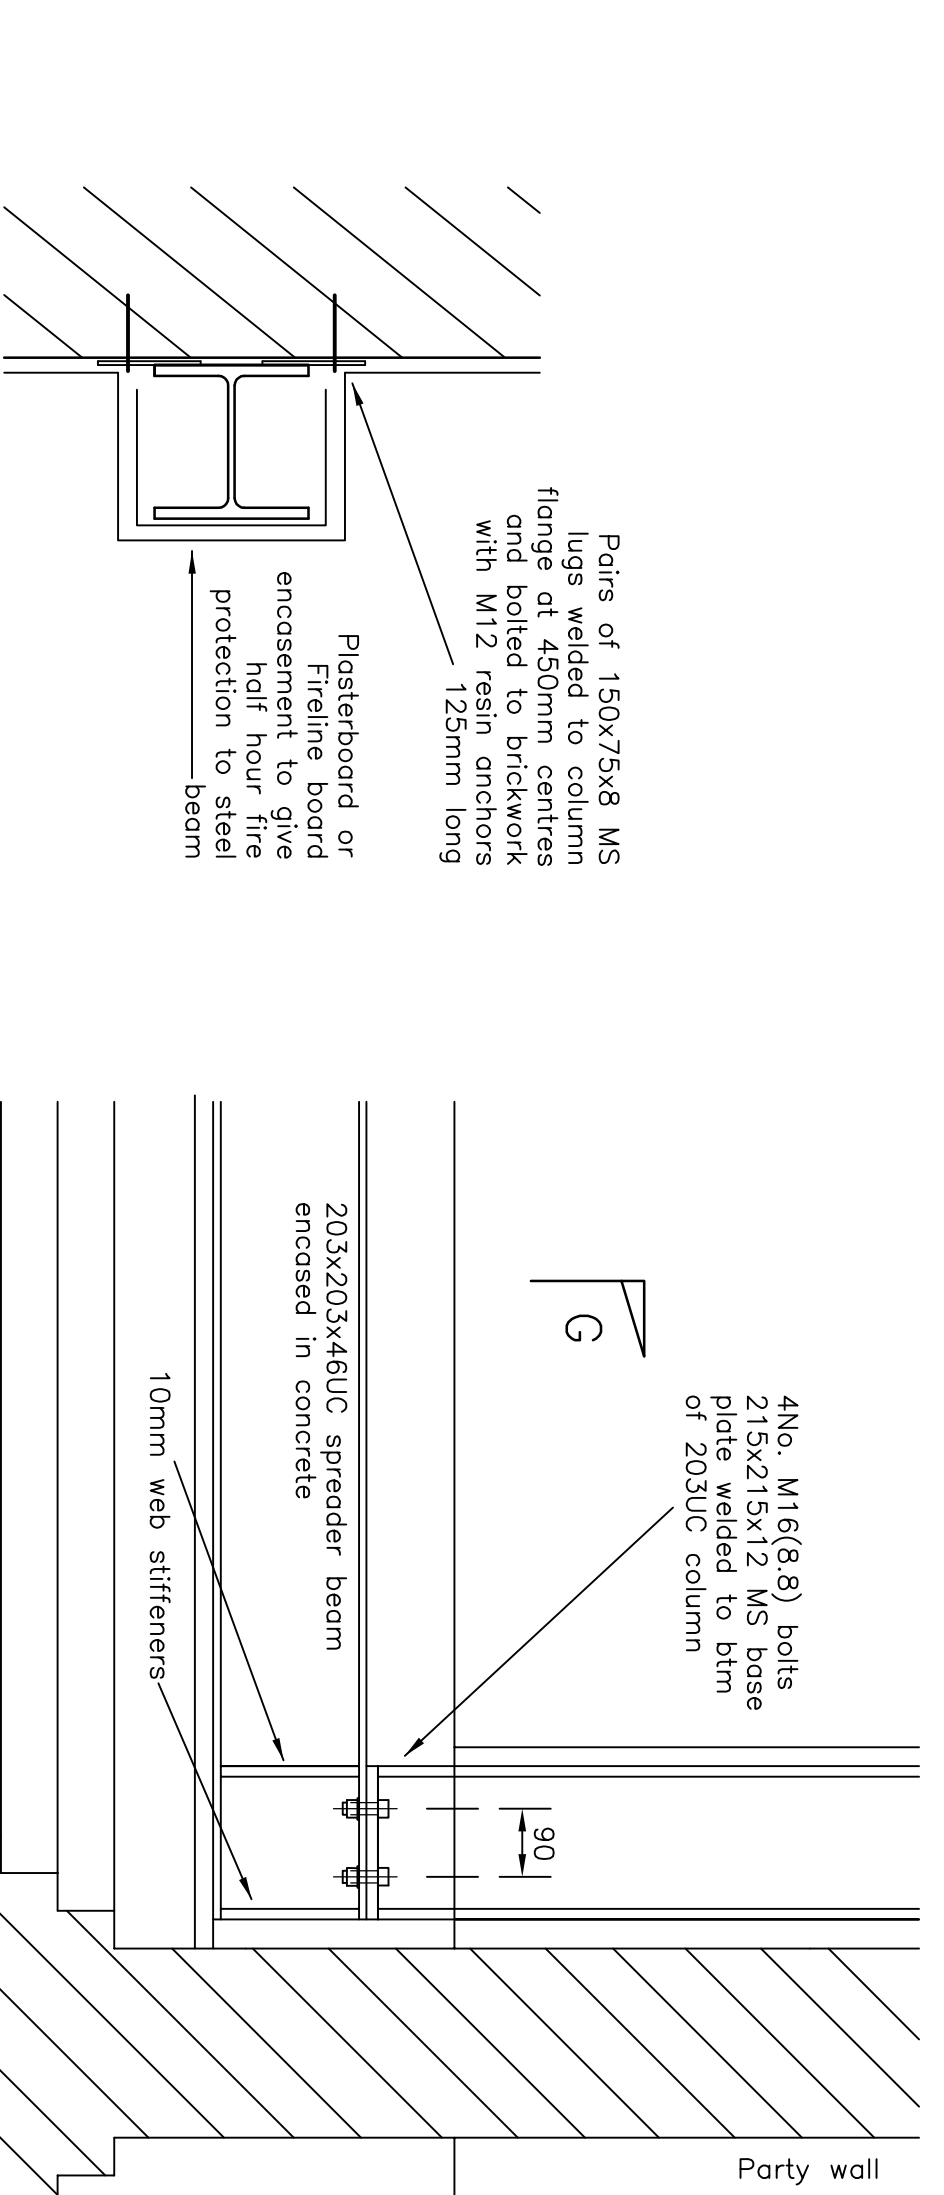 Pairs of 150x75x8 MS
lugs welded to column
flange at 450mm centres
and bolted to brickwork
with M12 resin anchors
125mm long
Plasterboard or
Fireline board
encasement to give
half hour fire
protection to steel
beam
4No. M16(8.8) bolts
215x215x12 MS base
plate welded to btm
of 203UC column
G
90
203x203x46UC spreader beam
encased in concrete
10mm web stiffeners
Party wall